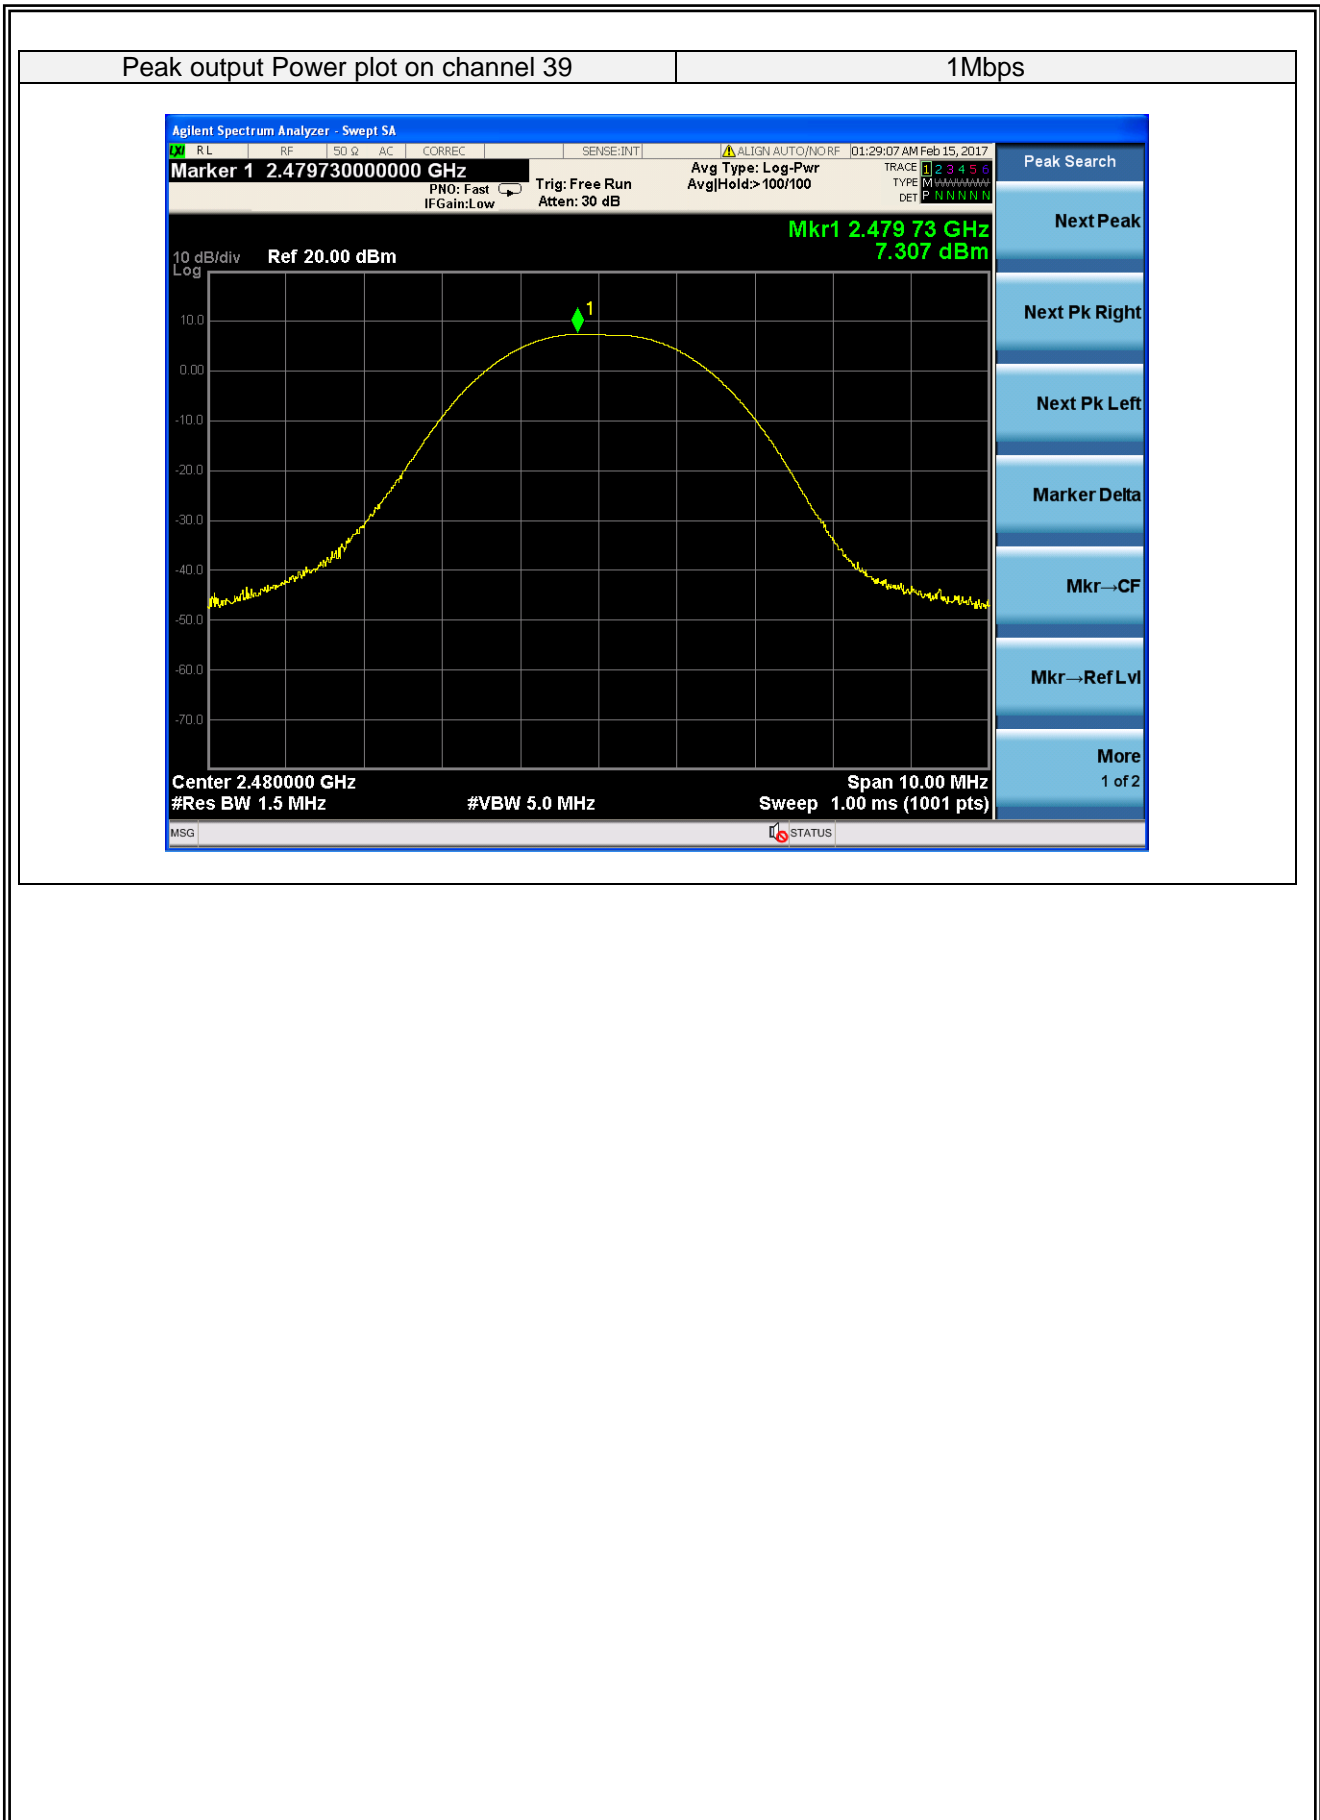 Peak output Power plot on channel 39 1Mbps
Agilent Spectrum Analyzer - Swept SA
LXI RL RF 50 Ω AC CORREC SENSE:INT ALIGN AUTO/NO RF 01:29:07 AM Feb 15, 2017
Marker 1 2.479730000000 GHz
PNO: Fast
IFGain:Low
Trig: Free Run
Atten: 30 dB
Avg Type: Log-Pwr
Avg|Hold:> 100/100
TRACE 1 2 3 4 5 6
TYPE M
DET P N N N N N
Peak Search
Mkr1 2.479 73 GHz
7.307 dBm
10 dB/div Ref 20.00 dBm
Log
10.0
0.00
-10.0
-20.0
-30.0
-40.0
-50.0
-60.0
-70.0
1
Center 2.480000 GHz Span 10.00 MHz
#Res BW 1.5 MHz #VBW 5.0 MHz Sweep 1.00 ms (1001 pts)
Next Peak
Next Pk Right
Next Pk Left
Marker Delta
Mkr→CF
Mkr→Ref Lvl
More
1 of 2
MSG STATUS